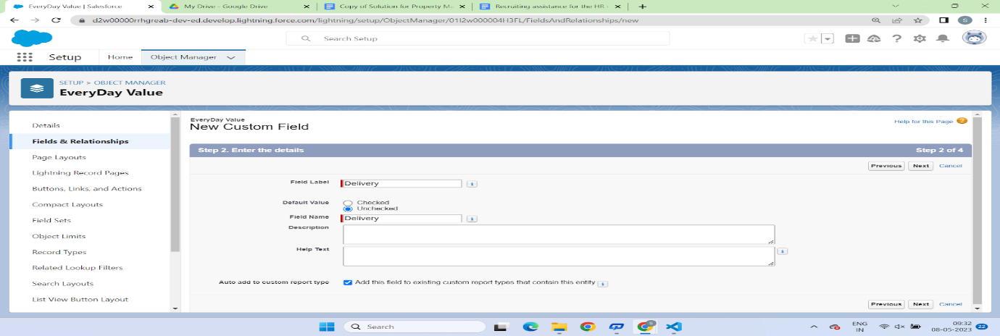 EveryDay Value | Salesforce
My Drive - Google Drive
Copy of Solution for Property Ma
Recruiting assistance for the HR
d2w00000rrhgreab-dev-ed.develop.lightning.force.com/lightning/setup/ObjectManager/01I2w000004H3FL/FieldsAndRelationships/new
S
Search Setup
Setup
Home
Object Manager
SETUP > OBJECT MANAGER
EveryDay Value
Details
Fields & Relationships
Page Layouts
Lightning Record Pages
Buttons, Links, and Actions
Compact Layouts
Field Sets
Object Limits
Record Types
Related Lookup Filters
Search Layouts
List View Button Layout
EveryDay Value
New Custom Field
Help for this Page
Step 2. Enter the details
Step 2 of 4
Previous Next Cancel
Field Label Delivery
Default Value Checked
Unchecked
Field Name Delivery
Description
Help Text
Auto add to custom report type Add this field to existing custom report types that contain this entity
Previous Next Cancel
Search
ENG
IN
09:32
08-05-2023
22